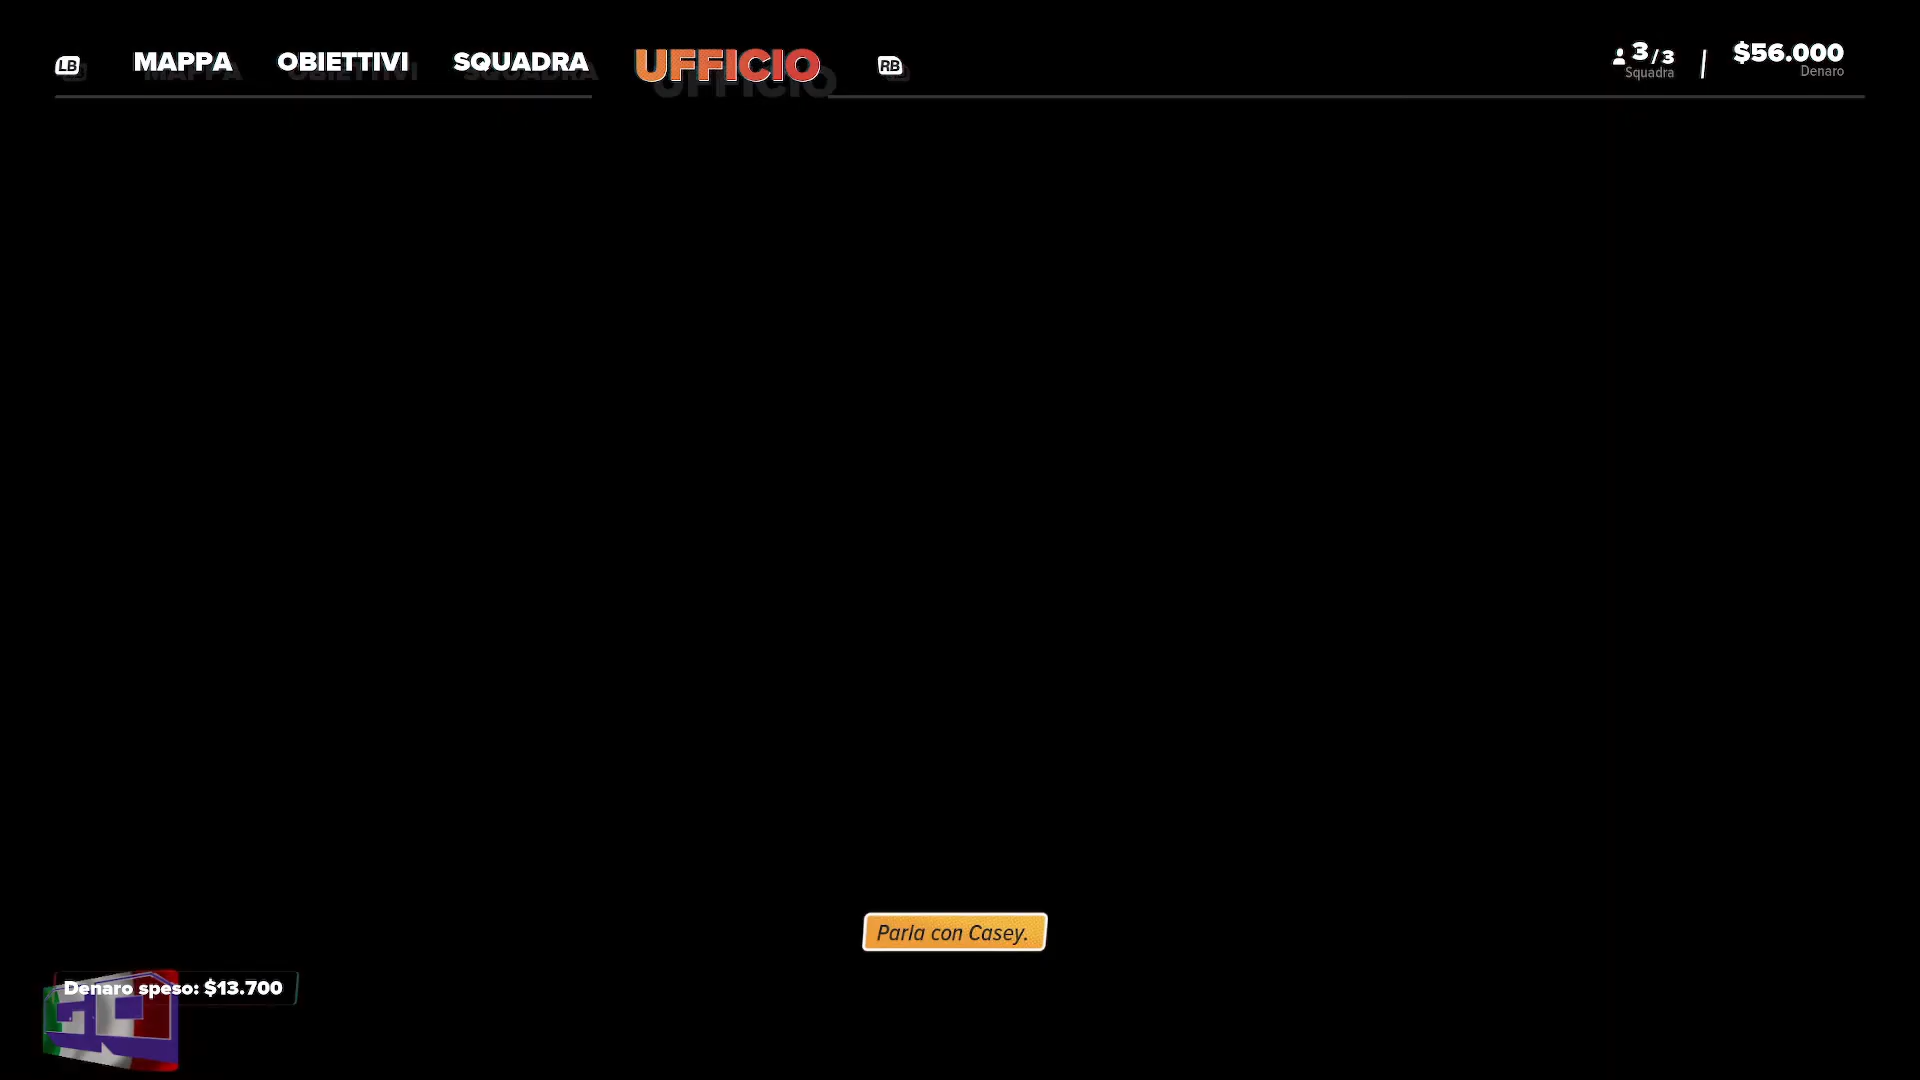 LB MAPPA OBIETTIVI SQUADRA UFFICIO RB
3/3
Squadra
$56.000
Denaro
Parla con Casey.
Denaro speso: $13.700